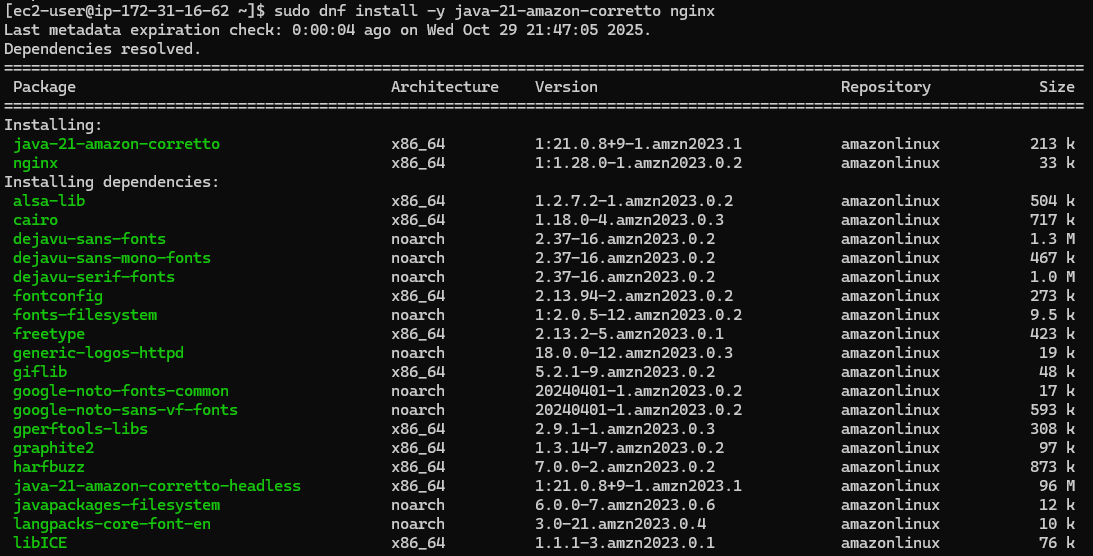 [ec2-user@ip-172-31-16-62 ~]$ sudo dnf install -y java-21-amazon-corretto nginx
Last metadata expiration check: 0:00:04 ago on Wed Oct 29 21:47:05 2025.
Dependencies resolved.
========================================================================================================================
Package Architecture Version Repository Size
========================================================================================================================
Installing:
java-21-amazon-corretto x86_64 1:21.0.8+9-1.amzn2023.1 amazonlinux 213 k
nginx x86_64 1:1.28.0-1.amzn2023.0.2 amazonlinux 33 k
Installing dependencies:
alsa-lib x86_64 1.2.7.2-1.amzn2023.0.2 amazonlinux 504 k
cairo x86_64 1.18.0-4.amzn2023.0.3 amazonlinux 717 k
dejavu-sans-fonts noarch 2.37-16.amzn2023.0.2 amazonlinux 1.3 M
dejavu-sans-mono-fonts noarch 2.37-16.amzn2023.0.2 amazonlinux 467 k
dejavu-serif-fonts noarch 2.37-16.amzn2023.0.2 amazonlinux 1.0 M
fontconfig x86_64 2.13.94-2.amzn2023.0.2 amazonlinux 273 k
fonts-filesystem noarch 1:2.0.5-12.amzn2023.0.2 amazonlinux 9.5 k
freetype x86_64 2.13.2-5.amzn2023.0.1 amazonlinux 423 k
generic-logos-httpd noarch 18.0.0-12.amzn2023.0.3 amazonlinux 19 k
giflib x86_64 5.2.1-9.amzn2023.0.2 amazonlinux 48 k
google-noto-fonts-common noarch 20240401-1.amzn2023.0.2 amazonlinux 17 k
google-noto-sans-vf-fonts noarch 20240401-1.amzn2023.0.2 amazonlinux 593 k
gperftools-libs x86_64 2.9.1-1.amzn2023.0.3 amazonlinux 308 k
graphite2 x86_64 1.3.14-7.amzn2023.0.2 amazonlinux 97 k
harfbuzz x86_64 7.0.0-2.amzn2023.0.2 amazonlinux 873 k
java-21-amazon-corretto-headless x86_64 1:21.0.8+9-1.amzn2023.1 amazonlinux 96 M
javapackages-filesystem noarch 6.0.0-7.amzn2023.0.6 amazonlinux 12 k
langpacks-core-font-en noarch 3.0-21.amzn2023.0.4 amazonlinux 10 k
libICE x86_64 1.1.1-3.amzn2023.0.1 amazonlinux 76 k